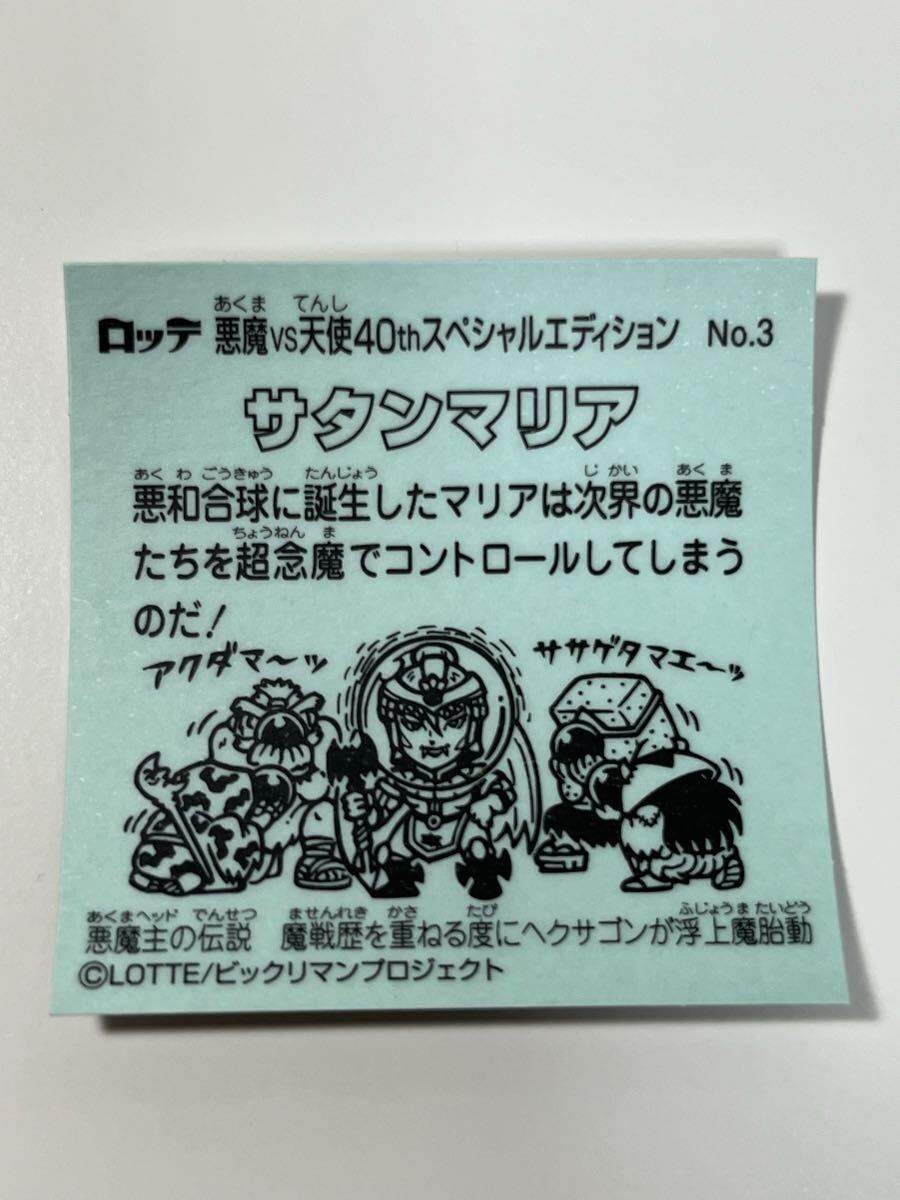 あくま てんし
ロッテ 悪魔VS天使40thスペシャルエディション No.3
サタンマリア
あく わ ごうきゅう たんじょう じ かい あく ま
悪和合球に誕生したマリアは次界の悪魔
ちょうねん ま
たちを超念魔でコントロールしてしまう
のだ!
アクダマ〜ッ
ササゲタマエ〜ッ
あくまヘッド でんせつ ませんれき かさ たび ふじょうま たいどう
悪魔主の伝説 魔戦歴を重ねる度にヘクサゴンが浮上魔胎動
©LOTTE/ビックリマンプロジェクト